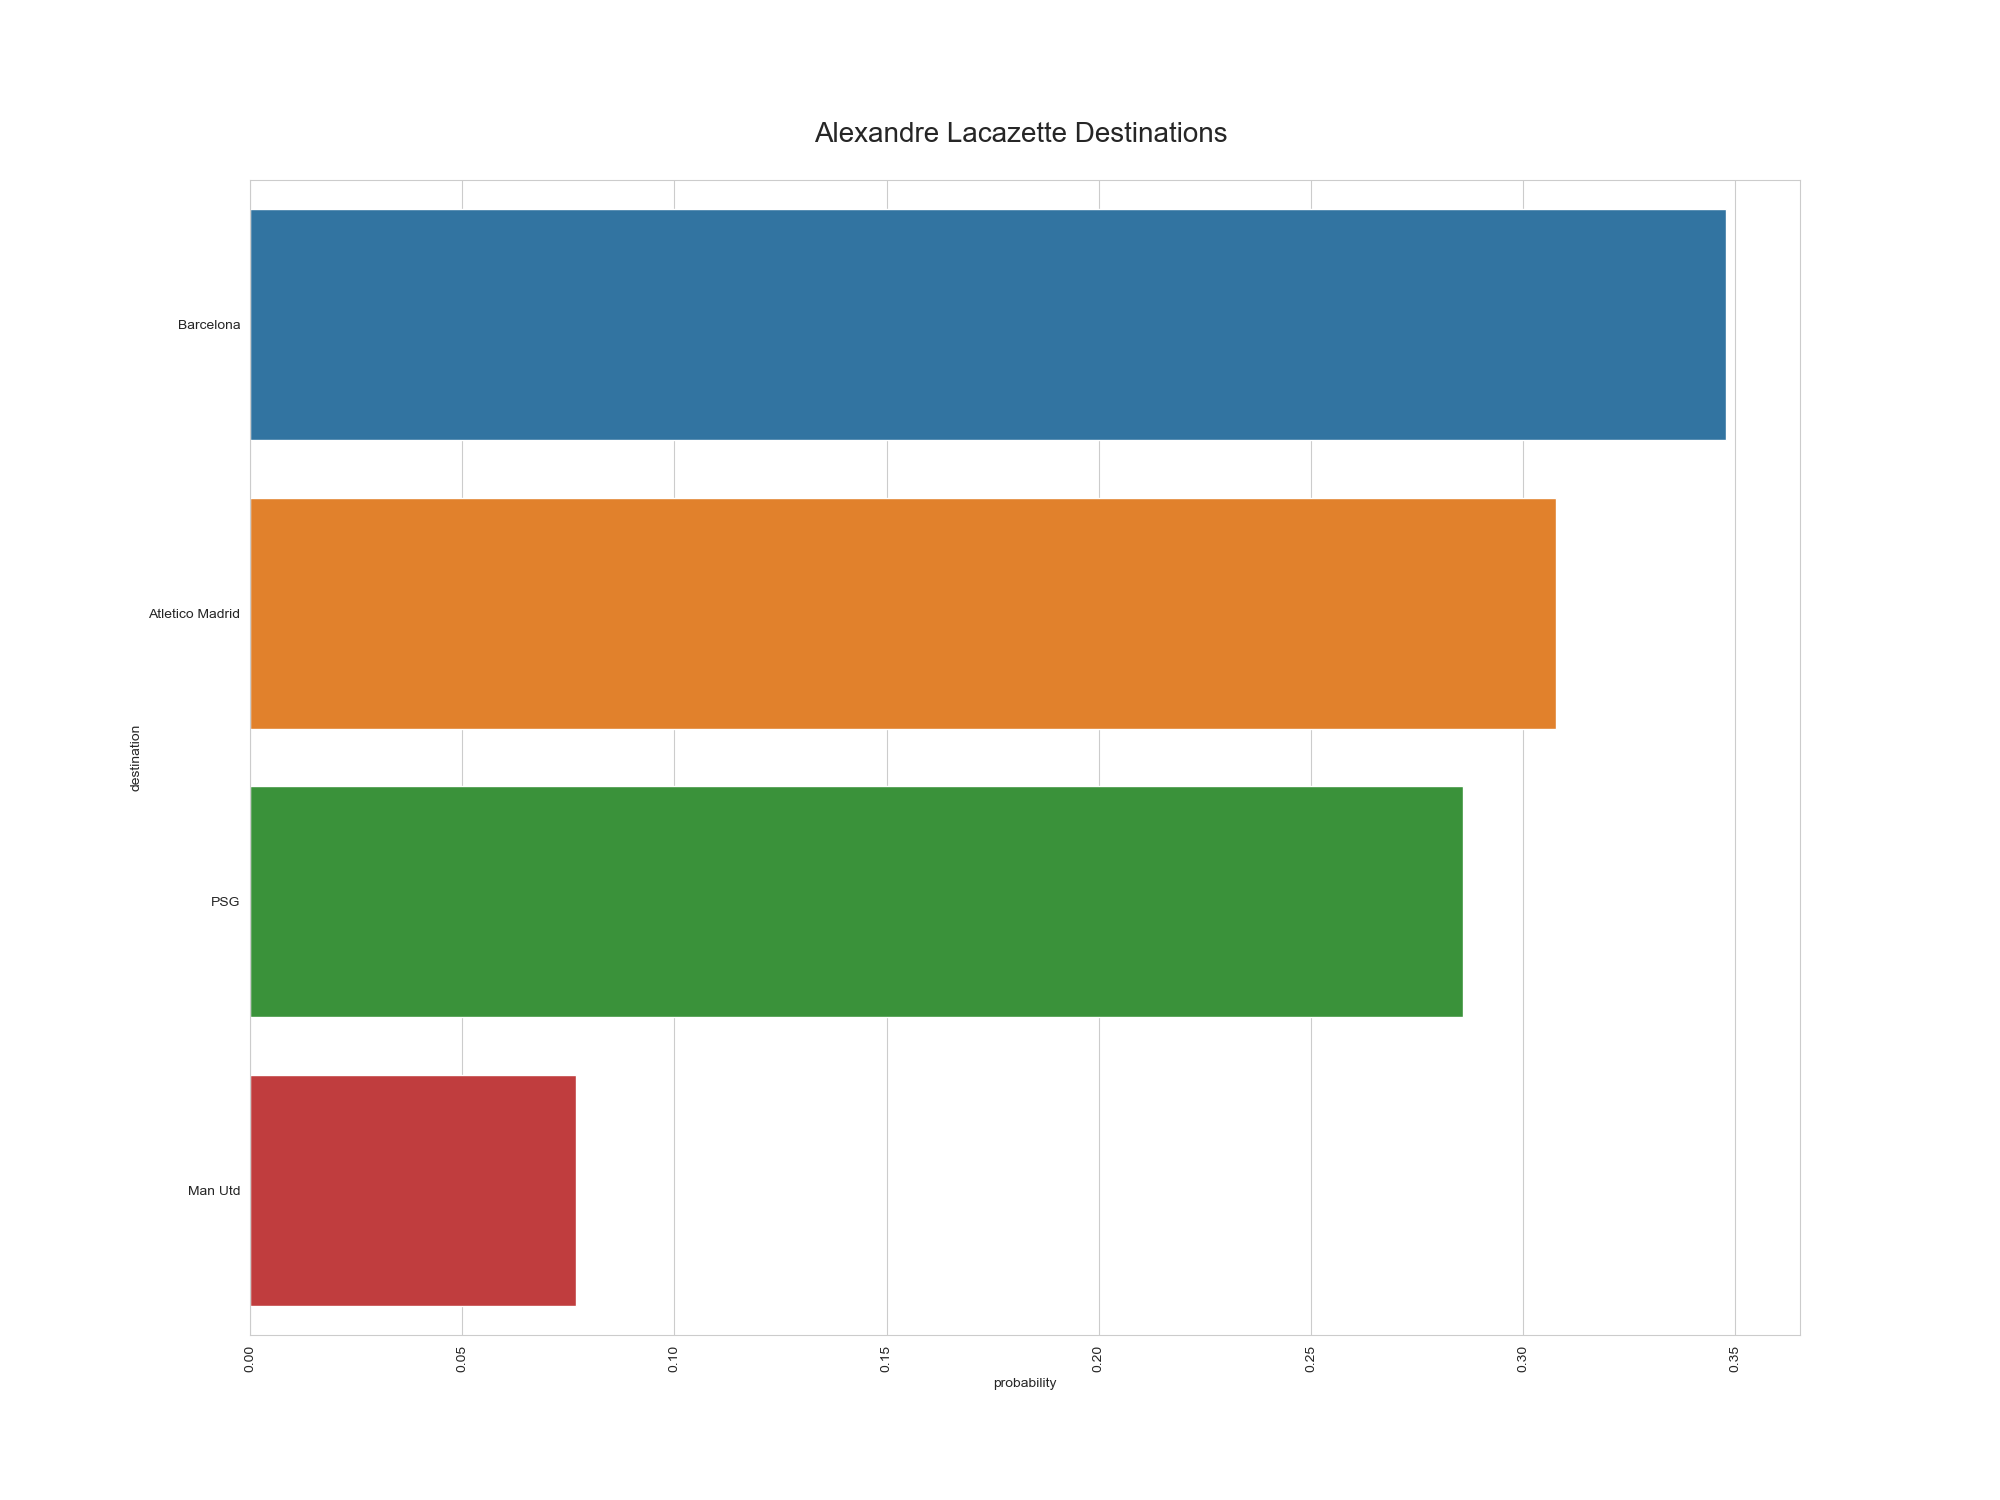 Alexandre Lacazette Destinations
Barcelona
Atletico Madrid
PSG
Man Utd
destination
0.00
0.05
0.10
0.15
0.20
0.25
0.30
0.35
probability